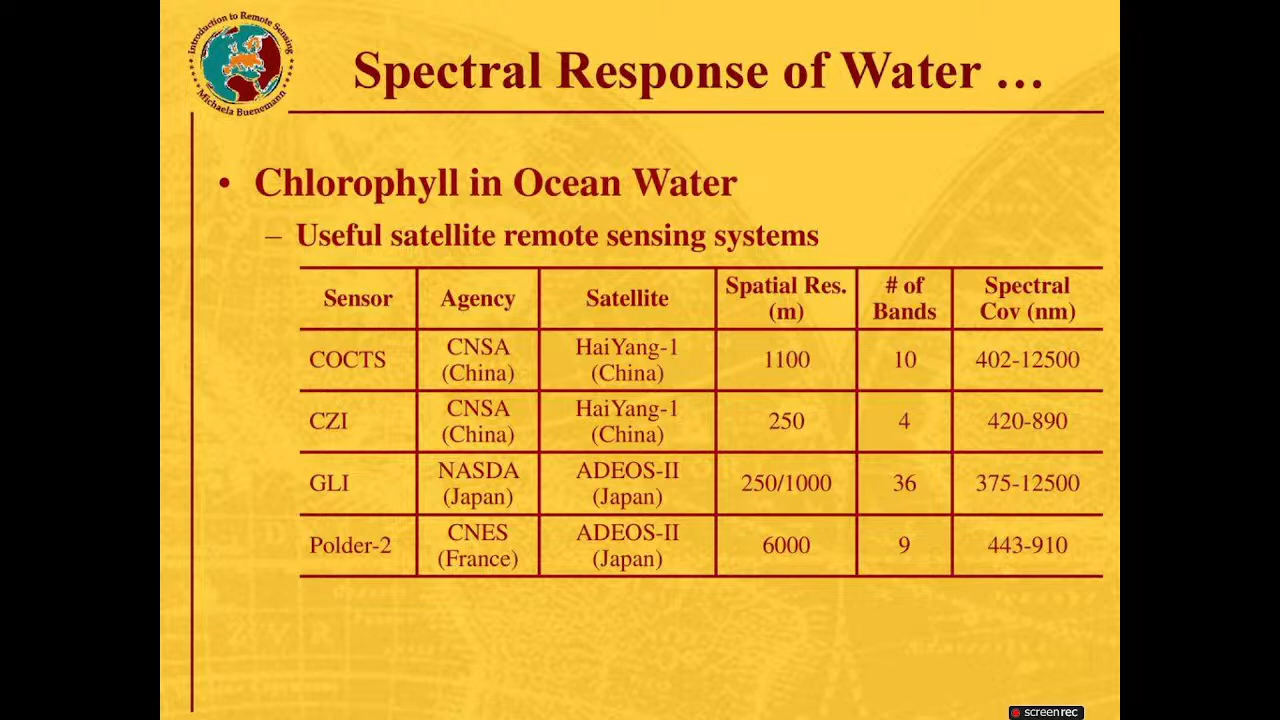 Introduction to Remote Sensing
Michaela Buenemann
Spectral Response of Water …
• Chlorophyll in Ocean Water
– Useful satellite remote sensing systems
Sensor Agency Satellite Spatial Res. (m) # of Bands Spectral Cov (nm)
COCTS CNSA (China) HaiYang-1 (China) 1100 10 402-12500
CZI CNSA (China) HaiYang-1 (China) 250 4 420-890
GLI NASDA (Japan) ADEOS-II (Japan) 250/1000 36 375-12500
Polder-2 CNES (France) ADEOS-II (Japan) 6000 9 443-910
screenrec